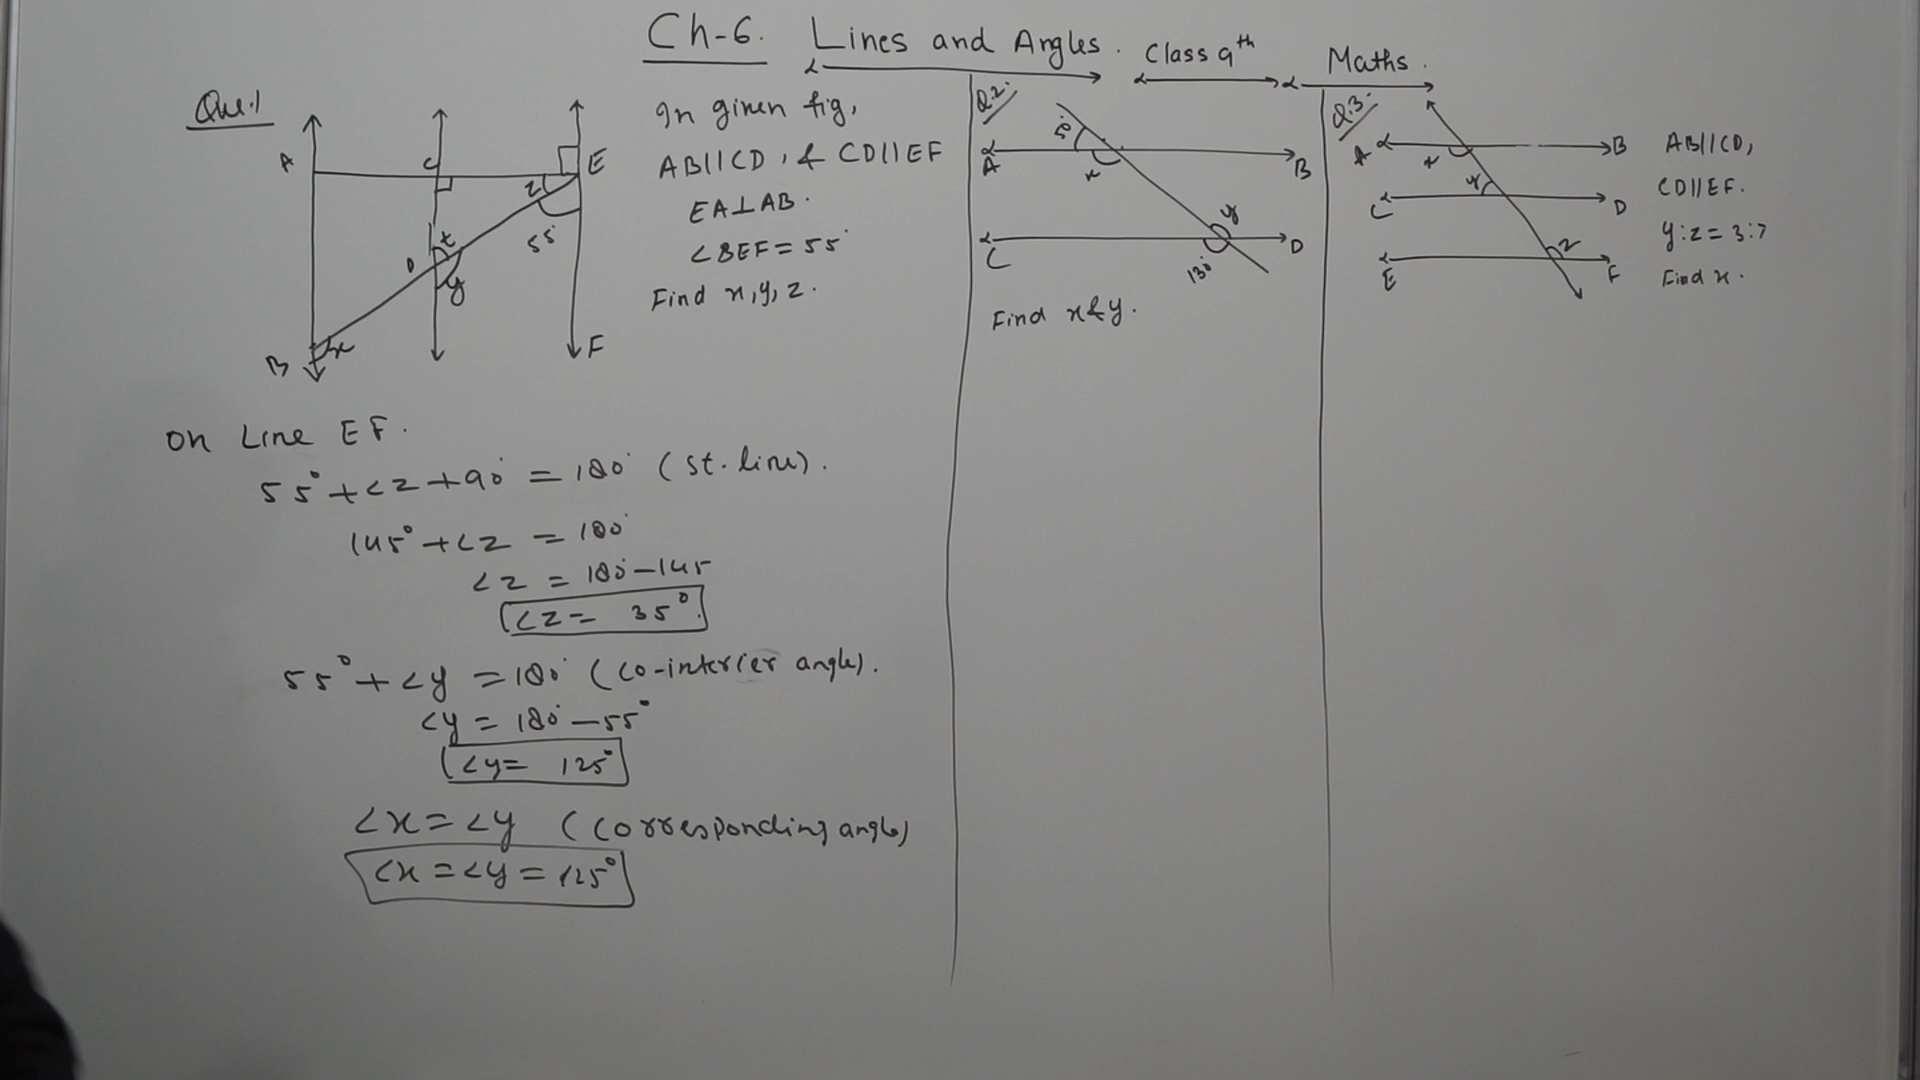 Ch-6. Lines and Angles. Class 9th Maths.
Que.1
A
C
E
z
55°
t
D
y
B
x
F
In given fig,
AB||CD, & CD||EF
EA⊥AB.
∠BEF = 55°
Find x, y, z.
On Line EF.
55° + ∠z + 90° = 180° (st. line).
145° + ∠z = 180°
∠z = 180° - 145
∠z = 35°.
55° + ∠y = 180° (co-interior angle).
∠y = 180° - 55°
∠y = 125°
∠x = ∠y (corresponding angle)
∠x = ∠y = 125°
Q.2.
A
B
x
y
C
D
130°
Find x & y.
Q.3.
A
B
x
y
C
D
z
E
F
AB||CD,
CD||EF.
y:z = 3:7
Find x.